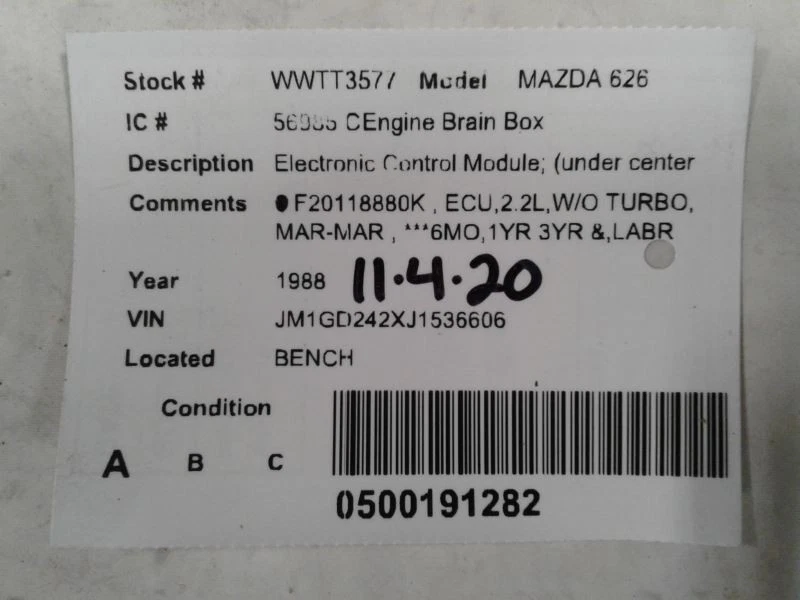 Stock # WWTT3577 Model MAZDA 626
IC # CEngine Brain Box
Description Electronic Control Module; (under center
Comments ●F20118880K , ECU,2.2L,W/O TURBO,
MAR-MAR , ***6MO,1YR 3YR &,LABR
Year 1988 11.4.20
VIN JM1GD242XJ1536606
Located BENCH
Condition
A B C
0500191282